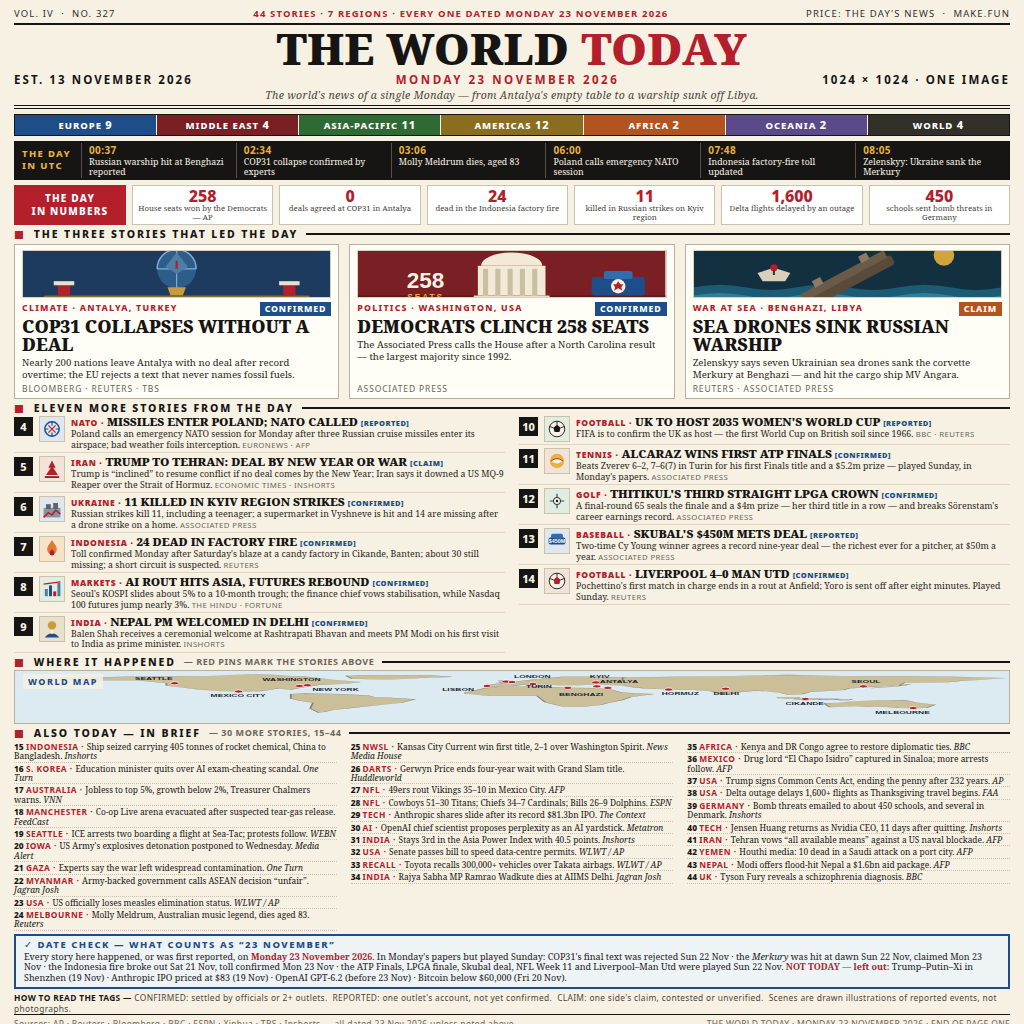 VOL. IV · NO. 327
44 STORIES · 7 REGIONS · EVERY ONE DATED MONDAY 23 NOVEMBER 2026
PRICE: THE DAY'S NEWS · MAKE.FUN
THE WORLD TODAY
EST. 13 NOVEMBER 2026
MONDAY 23 NOVEMBER 2026
1024 × 1024 · ONE IMAGE
The world's news of a single Monday — from Antalya's empty table to a warship sunk off Libya.
EUROPE 9
MIDDLE EAST 4
ASIA-PACIFIC 11
AMERICAS 12
AFRICA 2
OCEANIA 2
WORLD 4
THE DAY
IN UTC
00:37
Russian warship hit at Benghazi
reported
02:34
COP31 collapse confirmed by
experts
03:06
Molly Meldrum dies, aged 83
06:00
Poland calls emergency NATO
session
07:48
Indonesia factory-fire toll
updated
08:05
Zelenskyy: Ukraine sank the
Merkury
THE DAY
IN NUMBERS
258
House seats won by the Democrats
— AP
0
deals agreed at COP31 in Antalya
24
dead in the Indonesia factory fire
11
killed in Russian strikes on Kyiv
region
1,600
Delta flights delayed by an outage
450
schools sent bomb threats in
Germany
■ THE THREE STORIES THAT LED THE DAY
CLIMATE · ANTALYA, TURKEY
CONFIRMED
COP31 COLLAPSES WITHOUT A
DEAL
Nearly 200 nations leave Antalya with no deal after record
overtime; the EU rejects a text that never names fossil fuels.
BLOOMBERG · REUTERS · TBS
258
SEATS
POLITICS · WASHINGTON, USA
CONFIRMED
DEMOCRATS CLINCH 258 SEATS
The Associated Press calls the House after a North Carolina result
— the largest majority since 1992.
ASSOCIATED PRESS
WAR AT SEA · BENGHAZI, LIBYA
CLAIM
SEA DRONES SINK RUSSIAN
WARSHIP
Zelenskyy says seven Ukrainian sea drones sank the corvette
Merkury at Benghazi — and hit the cargo ship MV Angara.
REUTERS · ASSOCIATED PRESS
■ ELEVEN MORE STORIES FROM THE DAY
4
NATO · MISSILES ENTER POLAND; NATO CALLED [REPORTED]
Poland calls an emergency NATO session for Monday after three Russian cruise missiles enter its
airspace; bad weather foils interception. EURONEWS · AFP
5
IRAN · TRUMP TO TEHRAN: DEAL BY NEW YEAR OR WAR [CLAIM]
Trump is “inclined” to resume conflict if no deal comes by the New Year; Iran says it downed a US MQ-9
Reaper over the Strait of Hormuz. ECONOMIC TIMES · INSHORTS
6
UKRAINE · 11 KILLED IN KYIV REGION STRIKES [CONFIRMED]
Russian strikes kill 11, including a teenager; a supermarket in Vyshneve is hit and 14 are missing after
a drone strike on a home. ASSOCIATED PRESS
7
INDONESIA · 24 DEAD IN FACTORY FIRE [CONFIRMED]
Toll confirmed Monday after Saturday's blaze at a candy factory in Cikande, Banten; about 30 still
missing; a short circuit is suspected. REUTERS
8
MARKETS · AI ROUT HITS ASIA, FUTURES REBOUND [CONFIRMED]
Seoul's KOSPI slides about 5% to a 10-month trough; the finance chief vows stabilisation, while Nasdaq
100 futures jump nearly 3%. THE HINDU · FORTUNE
9
INDIA · NEPAL PM WELCOMED IN DELHI [CONFIRMED]
Balen Shah receives a ceremonial welcome at Rashtrapati Bhavan and meets PM Modi on his first visit
to India as prime minister. INSHORTS
10
FOOTBALL · UK TO HOST 2035 WOMEN'S WORLD CUP [REPORTED]
FIFA is to confirm the UK as host — the first World Cup on British soil since 1966. BBC · REUTERS
11
TENNIS · ALCARAZ WINS FIRST ATP FINALS [CONFIRMED]
Beats Zverev 6–2, 7–6(7) in Turin for his first Finals title and a $5.2m prize — played Sunday, in
Monday's papers. ASSOCIATED PRESS
12
GOLF · THITIKUL'S THIRD STRAIGHT LPGA CROWN [CONFIRMED]
A final-round 65 seals the finale and a $4m prize — her third title in a row — and breaks Sörenstam's
career earnings record. ASSOCIATED PRESS
13
$450M
BASEBALL · SKUBAL'S $450M METS DEAL [REPORTED]
Two-time Cy Young winner agrees a record nine-year deal — the richest ever for a pitcher, at $50m a
year. ASSOCIATED PRESS
14
FOOTBALL · LIVERPOOL 4–0 MAN UTD [CONFIRMED]
Pochettino's first match in charge ends in a rout at Anfield; Yoro is sent off after eight minutes. Played
Sunday. REUTERS
■ WHERE IT HAPPENED — RED PINS MARK THE STORIES ABOVE
WORLD MAP
SEATTLE
WASHINGTON
NEW YORK
MEXICO CITY
LONDON
LISBON
TURIN
KYIV
ANTALYA
BENGHAZI
HORMUZ
DELHI
SEOUL
CIKANDE
MELBOURNE
■ ALSO TODAY — IN BRIEF — 30 MORE STORIES, 15–44
15 INDONESIA · Ship seized carrying 405 tonnes of rocket chemical, China to
Bangladesh. Inshorts
16 S. KOREA · Education minister quits over AI exam-cheating scandal. One
Turn
17 AUSTRALIA · Jobless to top 5%, growth below 2%, Treasurer Chalmers
warns. VNN
18 MANCHESTER · Co-op Live arena evacuated after suspected tear-gas release.
FeedCast
19 SEATTLE · ICE arrests two boarding a flight at Sea-Tac; protests follow. WEBN
20 IOWA · US Army's explosives detonation postponed to Wednesday. Media
Alert
21 GAZA · Experts say the war left widespread contamination. One Turn
22 MYANMAR · Army-backed government calls ASEAN decision “unfair”.
Jagran Josh
23 USA · US officially loses measles elimination status. WLWT / AP
24 MELBOURNE · Molly Meldrum, Australian music legend, dies aged 83.
Reuters
25 NWSL · Kansas City Current win first title, 2–1 over Washington Spirit. News
Media House
26 DARTS · Gerwyn Price ends four-year wait with Grand Slam title.
Huddleworld
27 NFL · 49ers rout Vikings 35–10 in Mexico City. AFP
28 NFL · Cowboys 51–30 Titans; Chiefs 34–7 Cardinals; Bills 26–9 Dolphins. ESPN
29 TECH · Anthropic shares slide after its record $81.3bn IPO. The Context
30 AI · OpenAI chief scientist proposes perplexity as an AI yardstick. Metatron
31 INDIA · Stays 3rd in the Asia Power Index with 40.5 points. Inshorts
32 USA · Senate passes bill to speed data-centre permits. WLWT / AP
33 RECALL · Toyota recalls 300,000+ vehicles over Takata airbags. WLWT / AP
34 INDIA · Rajya Sabha MP Ramrao Wadkute dies at AIIMS Delhi. Jagran Josh
35 AFRICA · Kenya and DR Congo agree to restore diplomatic ties. BBC
36 MEXICO · Drug lord “El Chapo Isidro” captured in Sinaloa; more arrests
follow. AFP
37 USA · Trump signs Common Cents Act, ending the penny after 232 years. AP
38 USA · Delta outage delays 1,600+ flights as Thanksgiving travel begins. FAA
39 GERMANY · Bomb threats emailed to about 450 schools, and several in
Denmark. Inshorts
40 TECH · Jensen Huang returns as Nvidia CEO, 11 days after quitting. Inshorts
41 IRAN · Tehran vows “all available means” against a US naval blockade. AFP
42 YEMEN · Houthi media: 10 dead in a Saudi attack on a port city. AFP
43 NEPAL · Modi offers flood-hit Nepal a $1.6bn aid package. AFP
44 UK · Tyson Fury reveals a schizophrenia diagnosis. BBC
✓ DATE CHECK — WHAT COUNTS AS “23 NOVEMBER”
Every story here happened, or was first reported, on Monday 23 November 2026. In Monday's papers but played Sunday: COP31's final text was rejected Sun 22 Nov · the Merkury was hit at dawn Sun 22 Nov, claimed Mon 23
Nov · the Indonesia fire broke out Sat 21 Nov, toll confirmed Mon 23 Nov · the ATP Finals, LPGA finale, Skubal deal, NFL Week 11 and Liverpool–Man Utd were played Sun 22 Nov. NOT TODAY — left out: Trump–Putin–Xi in
Shenzhen (19 Nov) · Anthropic IPO priced at $83 (19 Nov) · OpenAI GPT-6.2 (before 23 Nov) · Bitcoin below $60,000 (Fri 20 Nov).
HOW TO READ THE TAGS — CONFIRMED: settled by officials or 2+ outlets. REPORTED: one outlet's account, not yet confirmed. CLAIM: one side's claim, contested or unverified. Scenes are drawn illustrations of reported events, not
photographs.
Sources: AP · Reuters · Bloomberg · BBC · ESPN · Xinhua · TBS · Inshorts — all dated 23 Nov 2026 unless noted above.
THE WORLD TODAY · MONDAY 23 NOVEMBER 2026 · END OF PAGE ONE